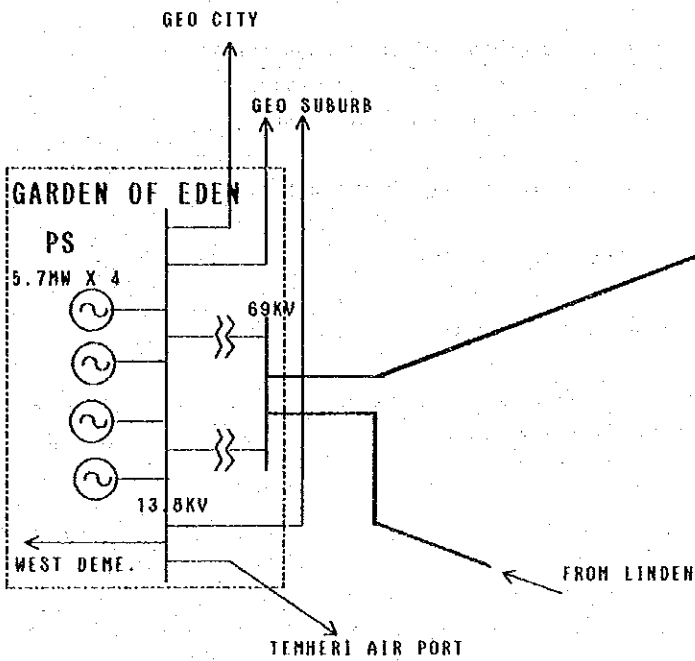 GEO CITY
GEO SUBURB
GARDEN OF EDEN
PS
5.7MW X 4
69KV
13.8KV
WEST DEME.
FROM LINDEN
TEMHERI AIR PORT